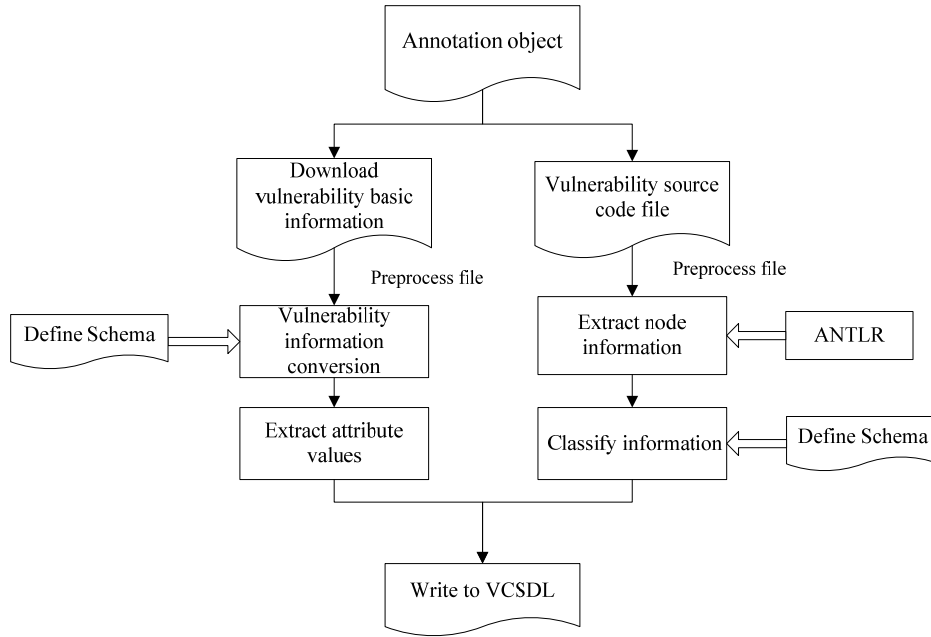 Annotation object
Download
vulnerability basic
information
Vulnerability source
code file
Preprocess file
Preprocess file
Define Schema
Vulnerability
information
conversion
Extract node
information
ANTLR
Extract attribute
values
Classify information
Define Schema
Write to VCSDL